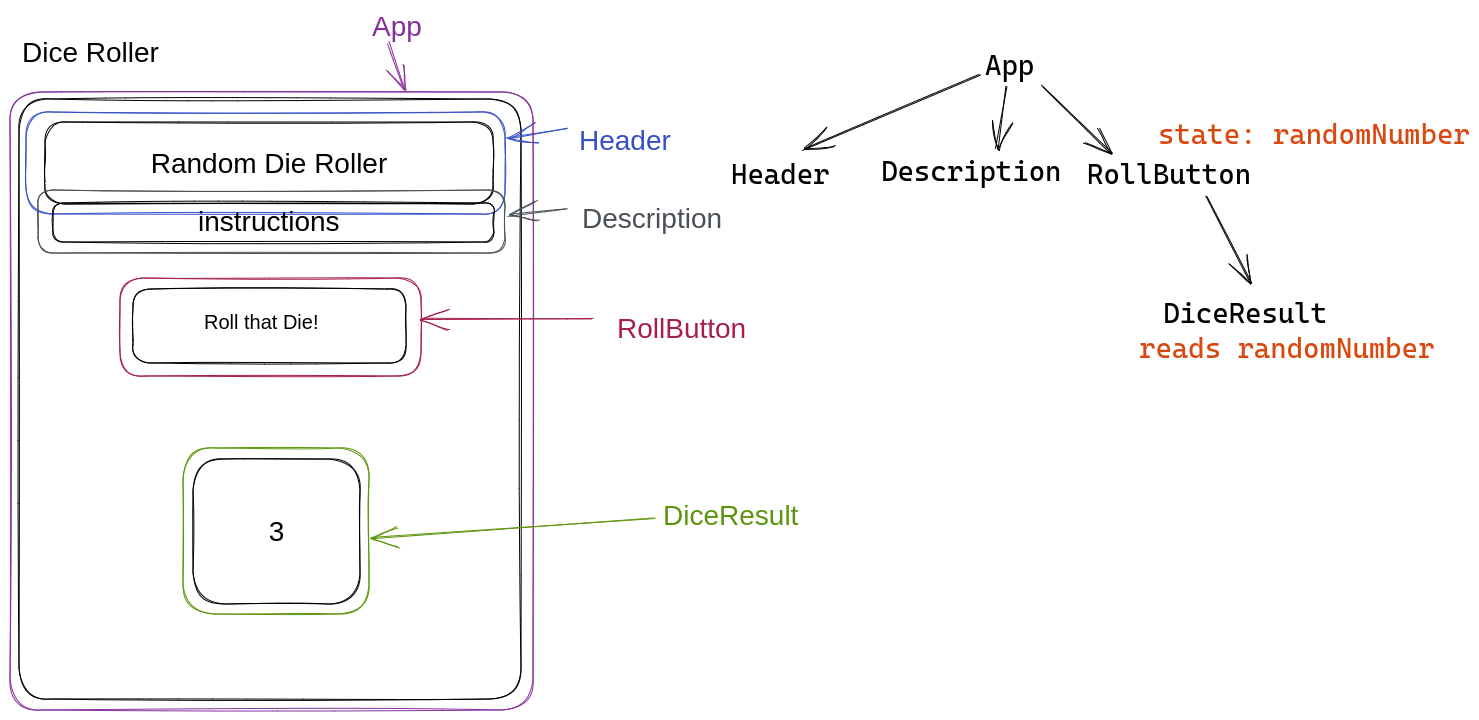 Dice Roller
App
Random Die Roller
Header
instructions
Description
Roll that Die!
RollButton
3
DiceResult
App
state: randomNumber
Header
Description
RollButton
DiceResult
reads randomNumber